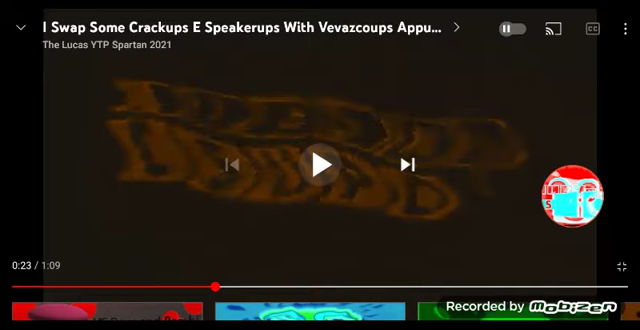 I Swap Some Crackups E Speakerups With Vevazcoups Appu...
The Lucas YTP Spartan 2021
CC
0:23 / 1:09
Recorded by MOBIZEN